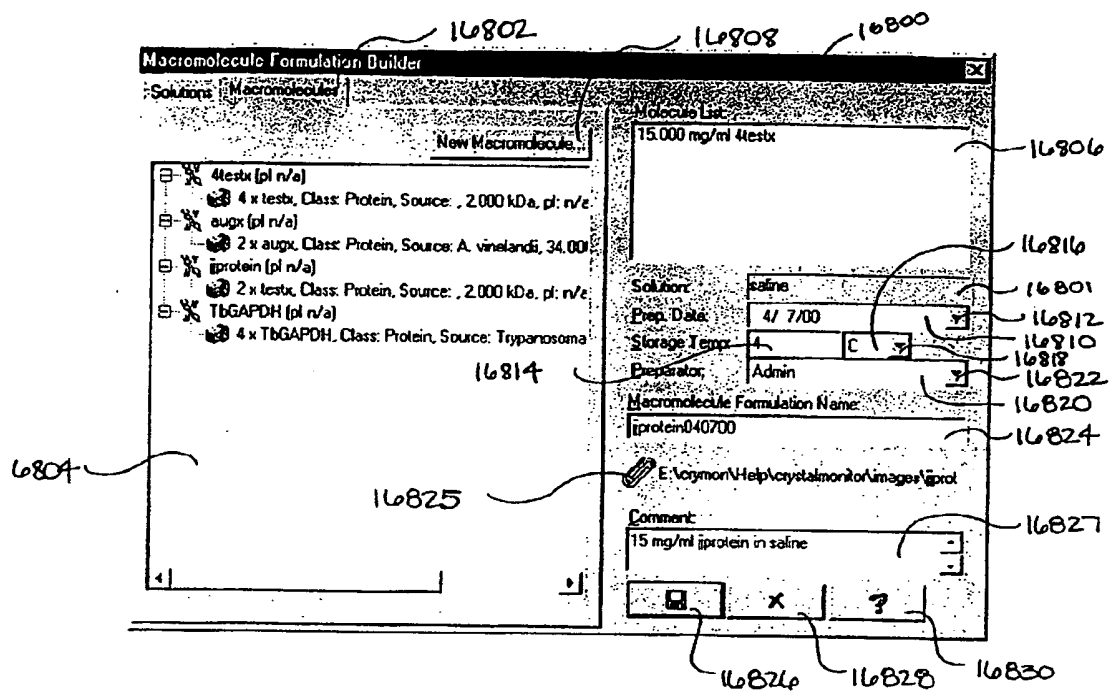 16802
16808
16800
Macromolecule Formulation Builder
Solutions Macromolecules
New Macromolecule...
4testx (pI n/a)
4 x testx, Class: Protein, Source: , 2.000 kDa, pI: n/a
augx (pI n/a)
2 x augx, Class: Protein, Source: A. vinelandii, 34.00
jjprotein (pI n/a)
2 x testx, Class: Protein, Source: , 2.000 kDa, pI: n/a
TbGAPDH (pI n/a)
4 x TbGAPDH, Class: Protein, Source: Trypanosoma
6804
16825
16814
Molecule List:
15.000 mg/ml 4testx
16806
16816
Solution: saline
16801
Prep. Date: 4/ 7/00
16812
16810
Storage Temp: 4 C
16818
Preparator: Admin
16822
16820
Macromolecule Formulation Name:
jjprotein040700
16824
E:\crymon\Help\crystalmonitor\images\jjprot
Comment:
15 mg/ml jjprotein in saline
16827
X ?
16826
16828
16830